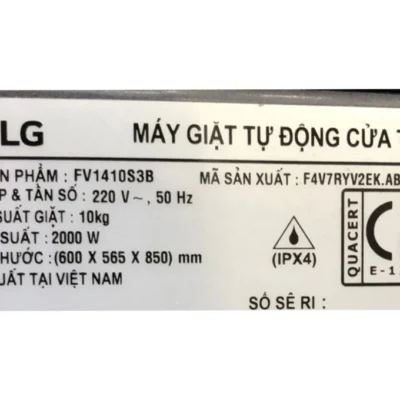 LG MÁY GIẶT TỰ ĐỘNG CỬA
N PHẨM : FV1410S3B MÃ SẢN XUẤT : F4V7RYV2EK.AB
P & TẦN SỐ : 220 V ~, 50 Hz
SUẤT GIẶT : 10kg
SUẤT : 2000 W
THƯỚC : (600 X 565 X 850) mm
UẤT TẠI VIỆT NAM
(IPX4)
QUACERT
E-1
SỐ SÊ RI :